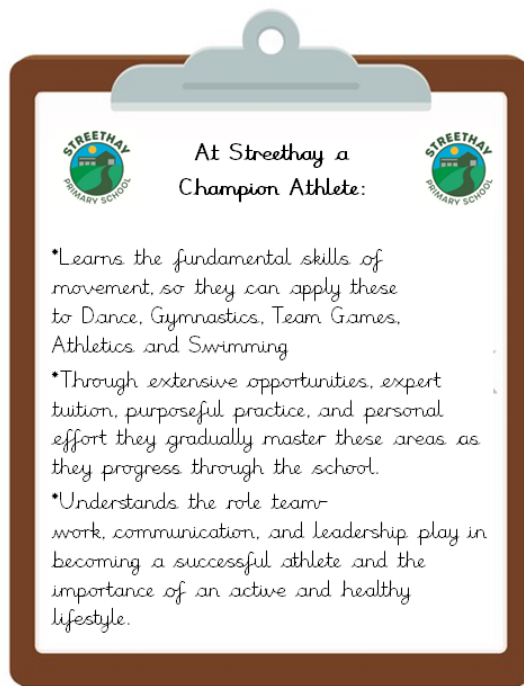 STREETHAY
PRIMARY SCHOOL
At Streethay a
Champion Athlete:
STREETHAY
PRIMARY SCHOOL
*Learns the fundamental skills of
movement, so they can apply these
to Dance, Gymnastics, Team Games,
Athletics and Swimming
*Through extensive opportunities, expert
tuition, purposeful practice, and personal
effort they gradually master these areas as
they progress through the school.
*Understands the role team-
work, communication, and leadership play in
becoming a successful athlete and the
importance of an active and healthy
lifestyle.